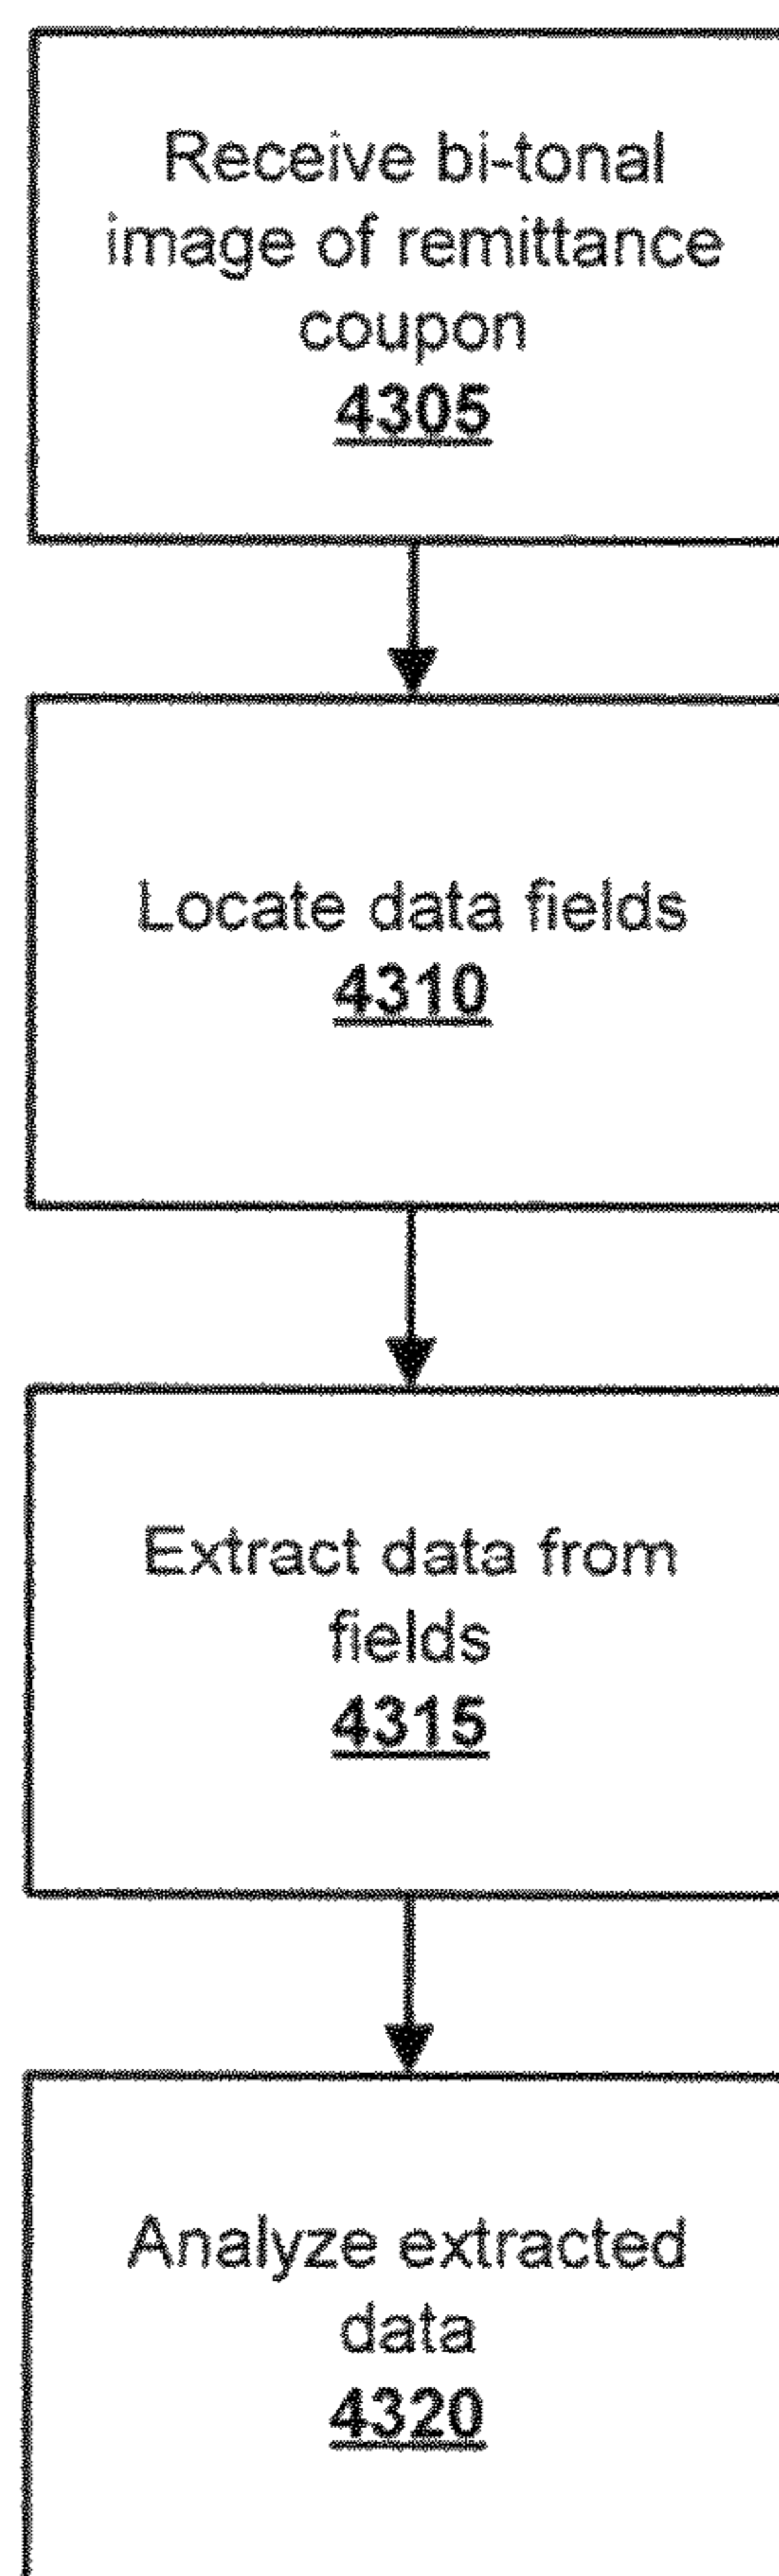 Receive bi-tonal
image of remittance
coupon
4305
Locate data fields
4310
Extract data from
fields
4315
Analyze extracted
data
4320